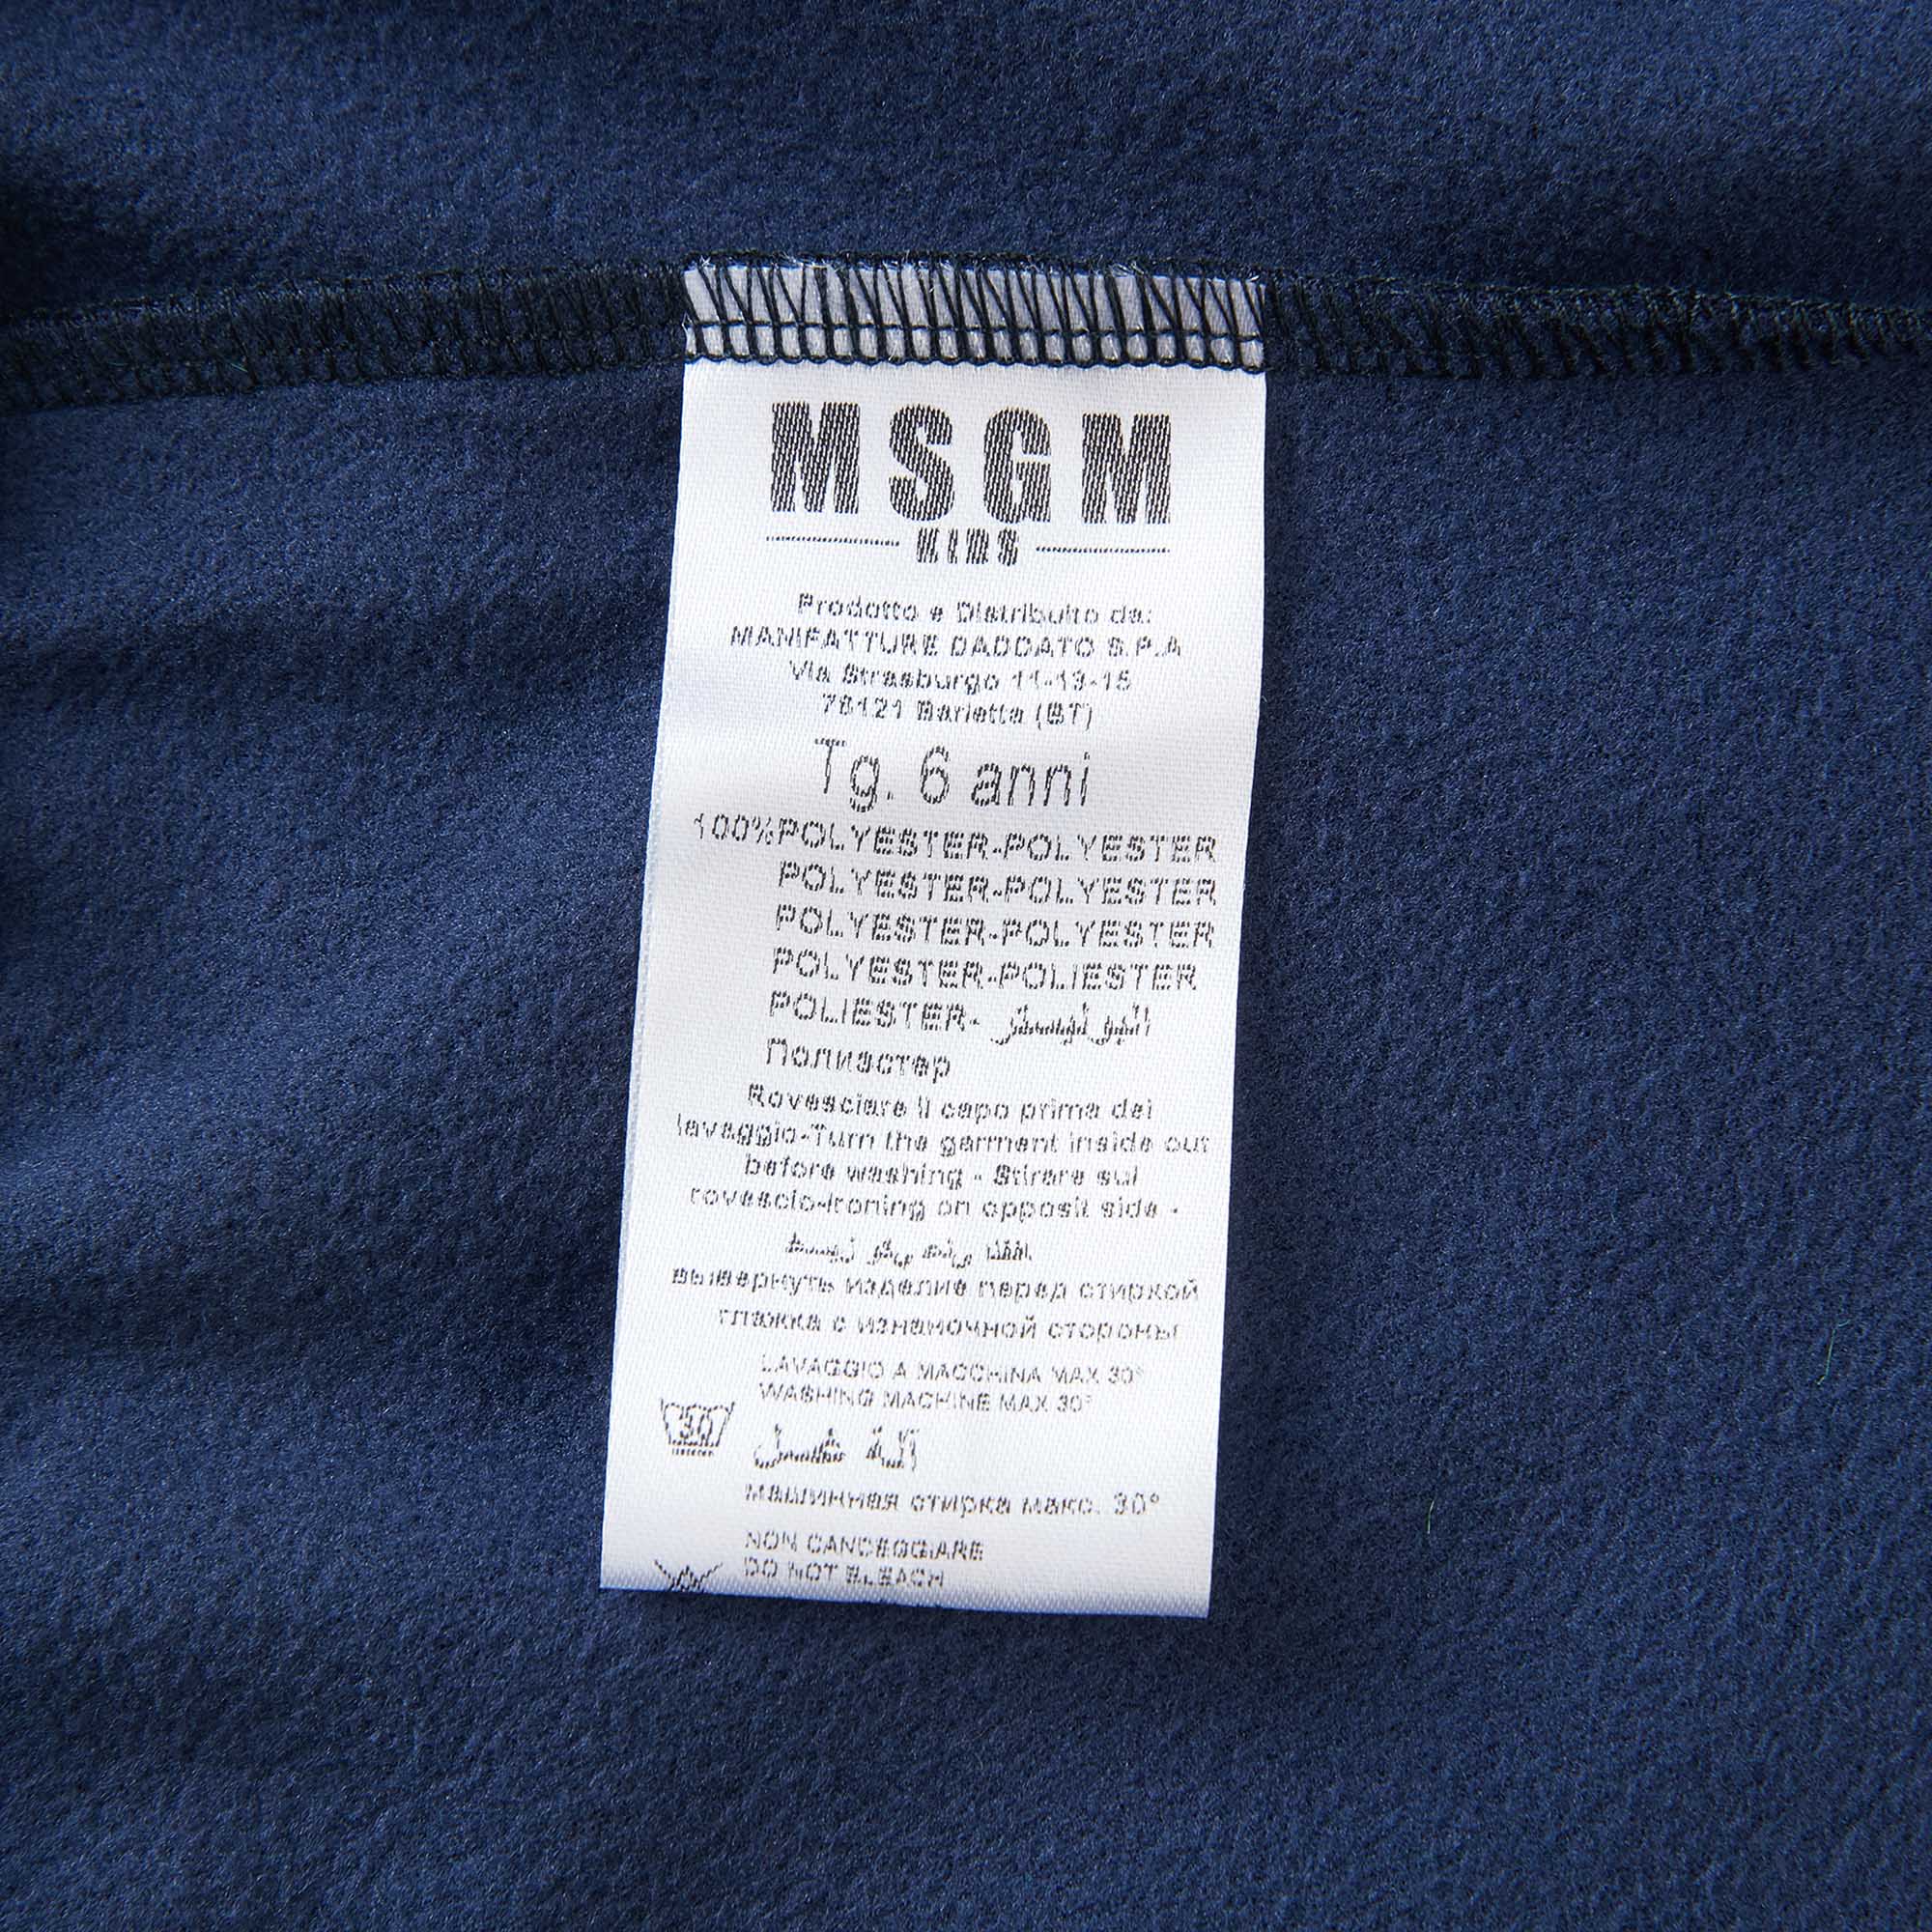 MSGM
KIDS
Prodotto e Distribuito da:
MANIFATTURE DADDATO S.P.A
Via Strasburgo 11-13-15
76121 Barletta (BT)
Tg. 6 anni
100%POLYESTER-POLYESTER
POLYESTER-POLYESTER
POLYESTER-POLYESTER
POLYESTER-POLIESTER
POLIESTER-
Полиэстер
Rovesciare il capo prima del
lavaggio-Turn the garment inside out
before washing - Stirare sul
rovescio-Ironing on opposit side -
вывернуть изделие перед стиркой
глажка с изнаночной стороны
LAVAGGIO A MACCHINA MAX 30°
WASHING MACHINE MAX 30°
30
آلة غسل
машинная стирка макс. 30°
NON CANDEGGIARE
DO NOT BLEACH